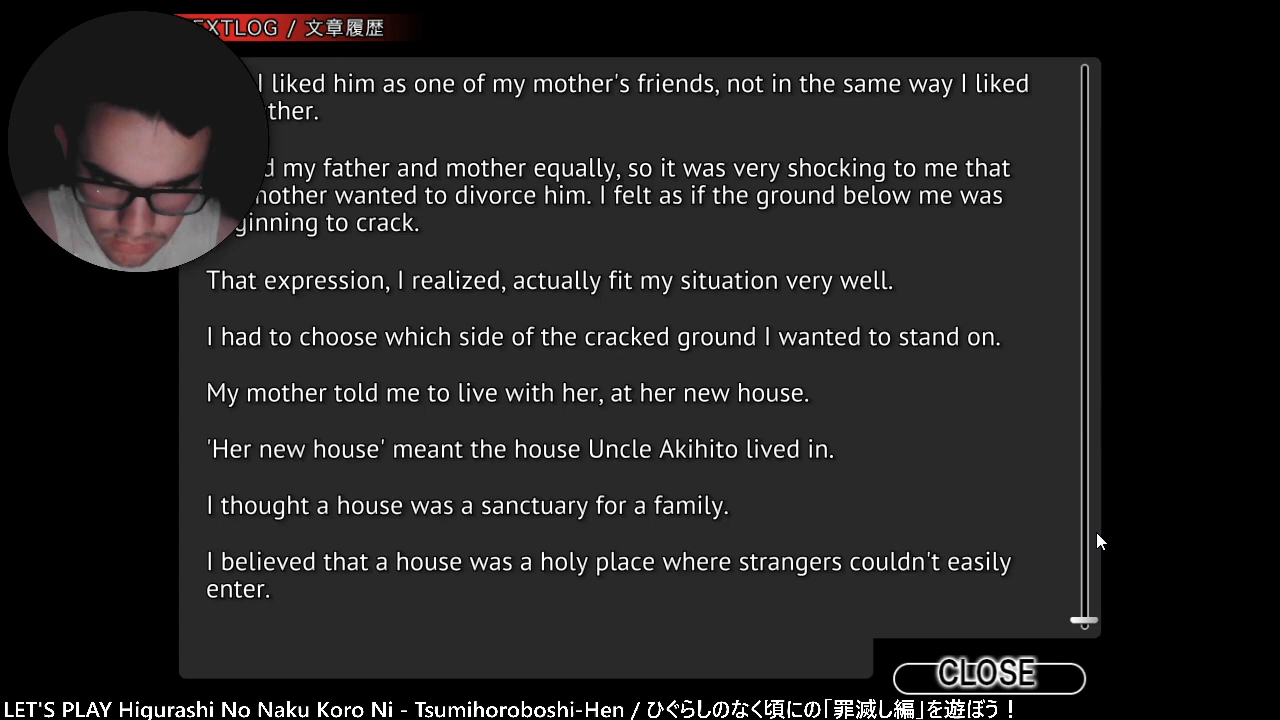 EXTLOG / 文章履歴
I liked him as one of my mother's friends, not in the same way I liked
ther.
d my father and mother equally, so it was very shocking to me that
nother wanted to divorce him. I felt as if the ground below me was
ginning to crack.
That expression, I realized, actually fit my situation very well.
I had to choose which side of the cracked ground I wanted to stand on.
My mother told me to live with her, at her new house.
'Her new house' meant the house Uncle Akihito lived in.
I thought a house was a sanctuary for a family.
I believed that a house was a holy place where strangers couldn't easily
enter.
CLOSE
LET'S PLAY Higurashi No Naku Koro Ni - Tsumihoroboshi-Hen / ひぐらしのなく頃にの「罪滅し編」を遊ぼう！